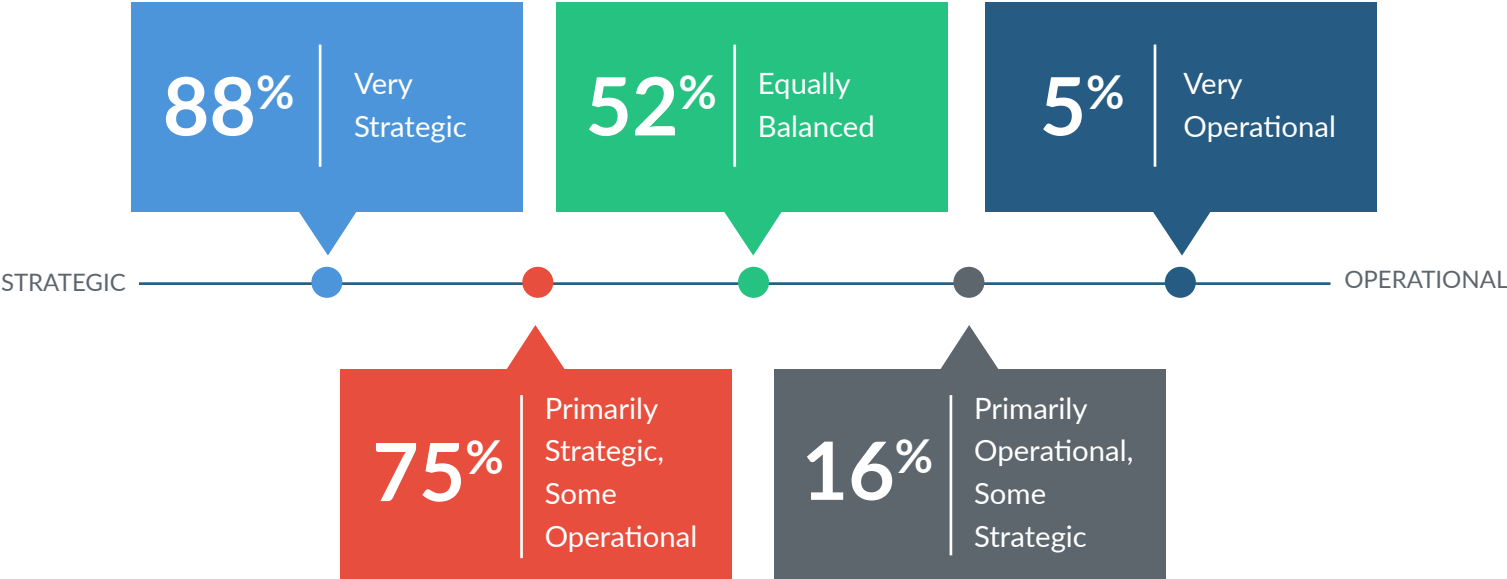 88%
Very
Strategic
52%
Equally
Balanced
5%
Very
Operational
STRATEGIC
OPERATIONAL
75%
Primarily
Strategic,
Some
Operational
16%
Primarily
Operational,
Some
Strategic